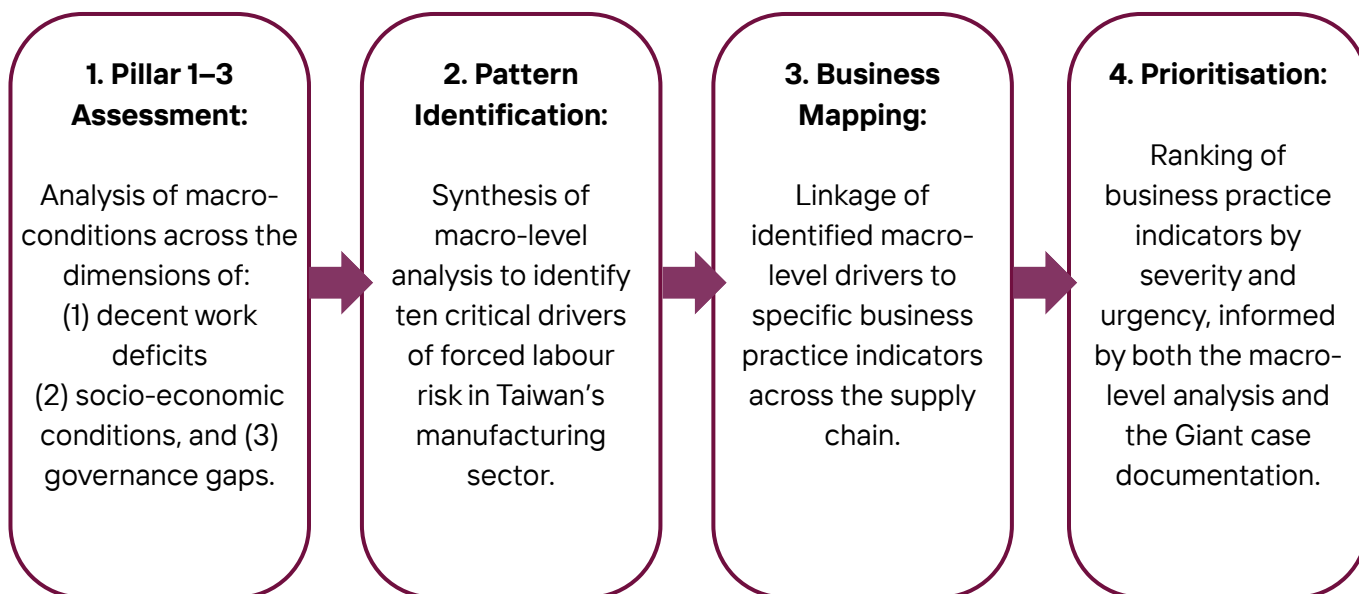 1. Pillar 1–3
Assessment:
Analysis of macro-
conditions across the
dimensions of:
(1) decent work
deficits
(2) socio-economic
conditions, and (3)
governance gaps.
2. Pattern
Identification:
Synthesis of
macro-level
analysis to identify
ten critical drivers
of forced labour
risk in Taiwan’s
manufacturing
sector.
3. Business
Mapping:
Linkage of
identified macro-
level drivers to
specific business
practice indicators
across the supply
chain.
4. Prioritisation:
Ranking of
business practice
indicators by
severity and
urgency, informed
by both the macro-
level analysis and
the Giant case
documentation.